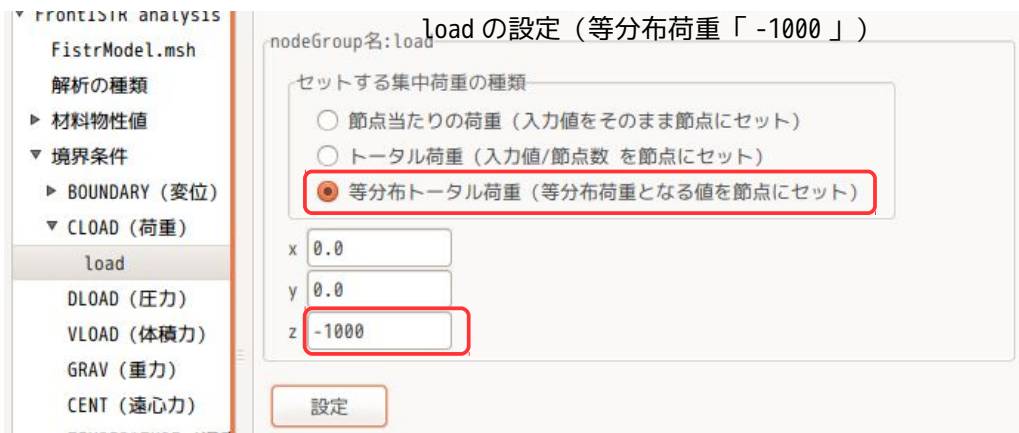 FrontISTR analysis
FistrModel.msh
解析の種類
材料物性値
境界条件
BOUNDARY (変位)
CLOAD (荷重)
load
DLOAD (圧力)
VLOAD (体積力)
GRAV (重力)
CENT (遠心力)
load の設定（等分布荷重「 -1000 」）
nodeGroup名:load
セットする集中荷重の種類
節点当たりの荷重 (入力値をそのまま節点にセット)
トータル荷重 (入力値/節点数 を節点にセット)
等分布トータル荷重 (等分布荷重となる値を節点にセット)
x 0.0
y 0.0
z -1000
設定